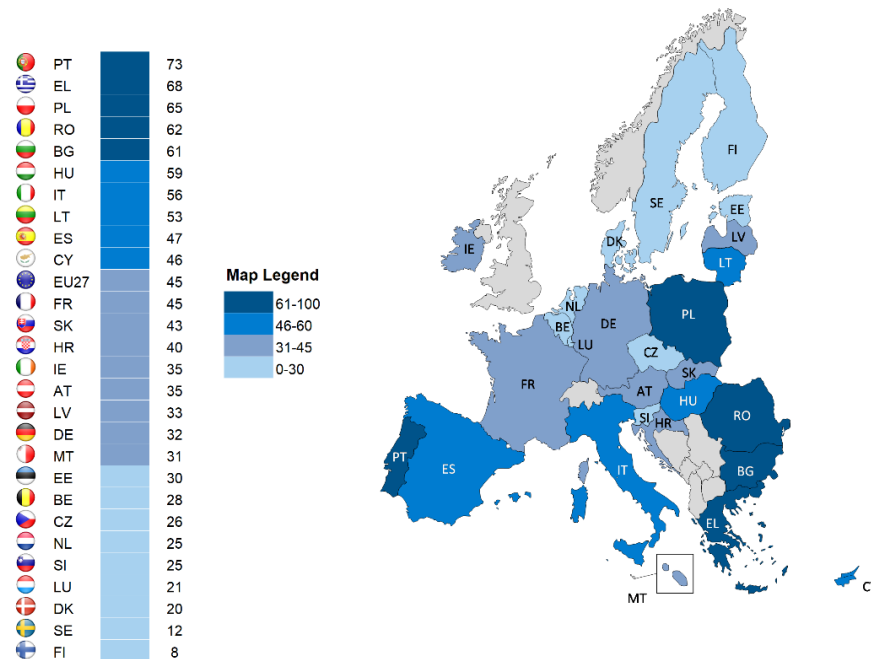 PT 73
EL 68
PL 65
RO 62
BG 61
HU 59
IT 56
LT 53
ES 47
CY 46
EU27 45
FR 45
SK 43
HR 40
IE 35
AT 35
LV 33
DE 32
MT 31
EE 30
BE 28
CZ 26
NL 25
SI 25
LU 21
DK 20
SE 12
FI 8
Map Legend
61-100
46-60
31-45
0-30
FI
SE
EE
LV
DK
LT
IE
NL
BE
DE
PL
LU
CZ
SK
FR
AT
HU
SI
HR
RO
PT
ES
IT
BG
EL
MT
C